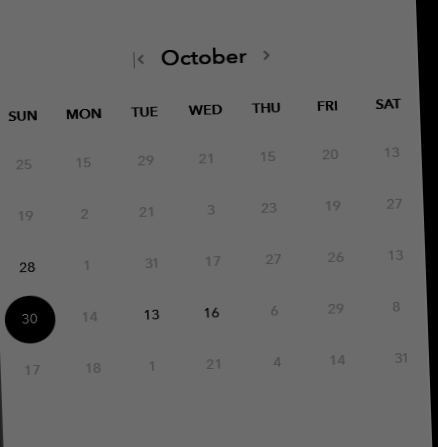 |< October >
SUN MON TUE WED THU FRI SAT
25 15 29 21 15 20 13
19 2 21 3 23 19 27
28 1 31 17 27 26 13
30 14 13 16 6 29 8
17 18 1 21 4 14 31